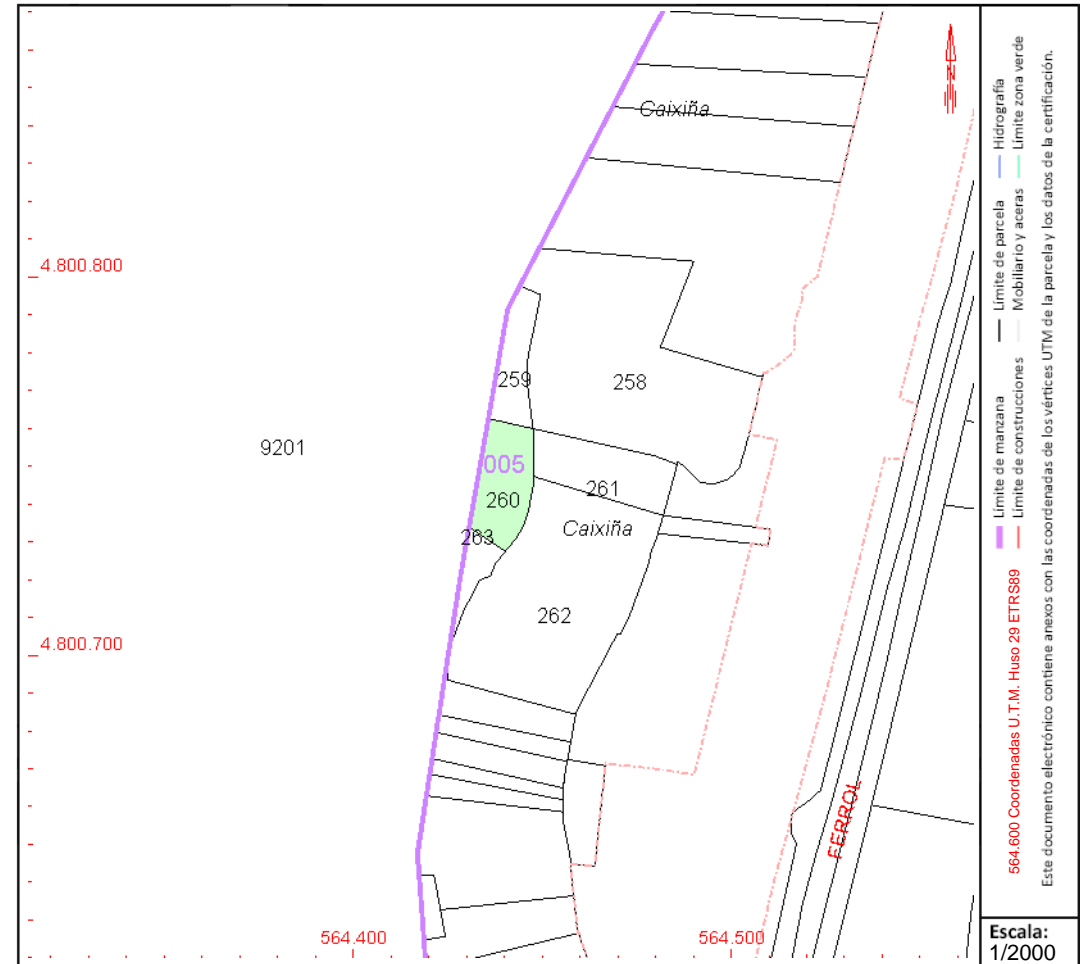 Caixiña
4.800.800
259
258
9201
005
260
261
263
Caixiña
262
4.800.700
FERROL
564.400
564.500
N
Hidrografía
Límite zona verde
Límite de parcela
Mobiliario y aceras
Límite de manzana
Límite de construcciones
564.600 Coordenadas U.T.M. Huso 29 ETRS89
Este documento electrónico contiene anexos con las coordenadas de los vértices UTM de la parcela y los datos de la certificación.
Escala:
1/2000